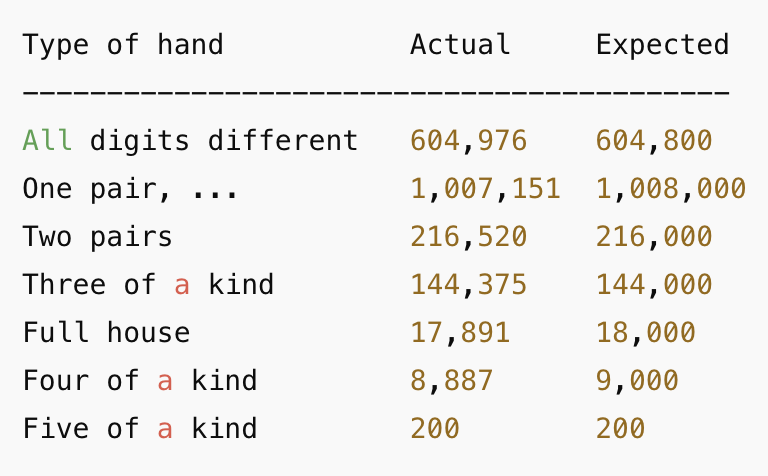 Type of hand Actual Expected
------------------------------------------
All digits different 604,976 604,800
One pair, ... 1,007,151 1,008,000
Two pairs 216,520 216,000
Three of a kind 144,375 144,000
Full house 17,891 18,000
Four of a kind 8,887 9,000
Five of a kind 200 200